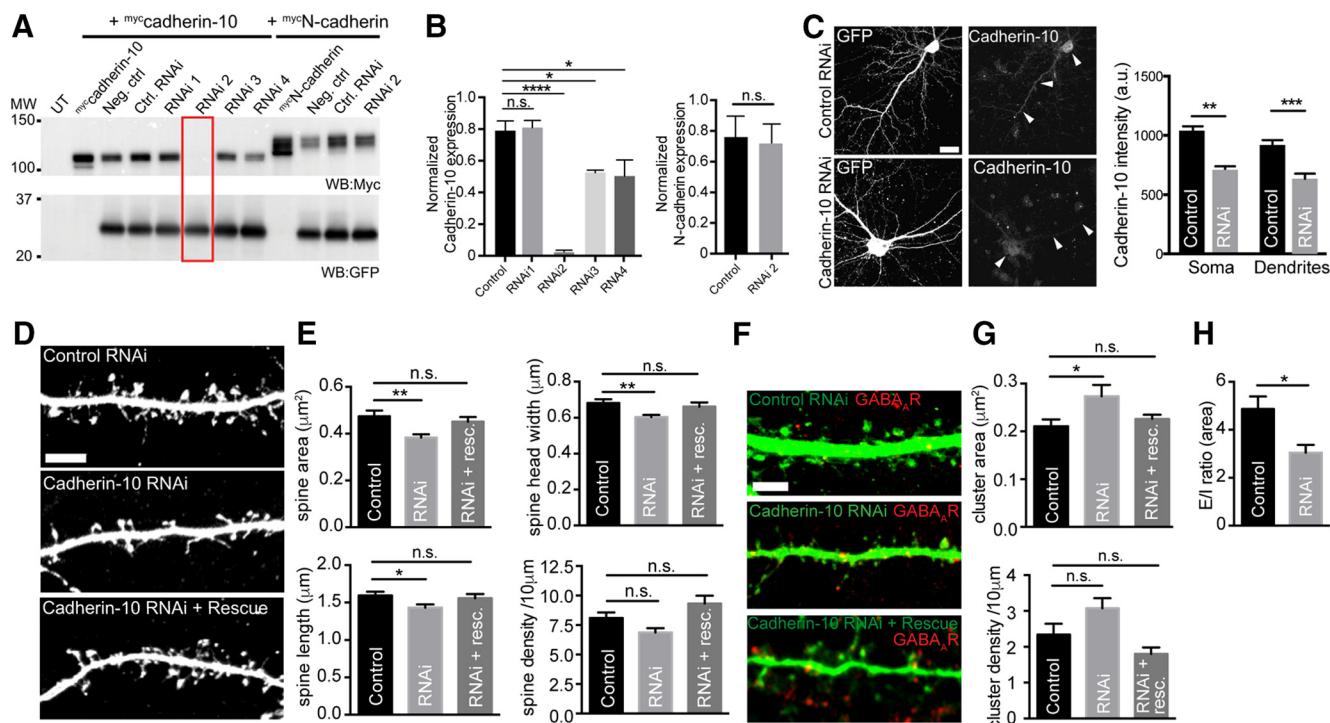 A
+ myccadherin-10
+ mycN-cadherin
MW
UT
myccadherin-10
Neg. ctrl
Ctrl. RNAi
RNAi 1
RNAi 2
RNAi 3
RNAi 4
mycN-cadherin
Neg. ctrl
Ctrl. RNAi
RNAi 2
150
100
WB:Myc
37
20
WB:GFP
B
Normalized
Cadherin-10 expression
1.0
0.8
0.6
0.4
0.2
0
*
*
****
n.s.
Control
RNAi1
RNAi2
RNAi3
RNA4
Normalized
N-cadherin expression
1.0
0.8
0.6
0.4
0.2
0
n.s.
Control
RNAi 2
C
Control RNAi
GFP
Cadherin-10
Cadherin-10 RNAi
GFP
Cadherin-10
Cadherin-10 intensity (a.u.)
1500
1000
500
0
**
***
Control
RNAi
Control
RNAi
Soma
Dendrites
D
Control RNAi
Cadherin-10 RNAi
Cadherin-10 RNAi + Rescue
E
spine area (μm²)
0.6
0.4
0.2
0
n.s.
**
Control
RNAi
RNAi + resc.
spine head width (μm)
0.8
0.6
0.4
0.2
0.0
n.s.
**
Control
RNAi
RNAi + resc.
spine length (μm)
2.0
1.5
1.0
0.5
0
n.s.
*
Control
RNAi
RNAi + resc.
spine density /10μm
12.5
10.0
7.5
5.0
2.5
0
n.s.
n.s.
Control
RNAi
RNAi + resc.
F
Control RNAi GABAAR
Cadherin-10 RNAi GABAAR
Cadherin-10 RNAi + Rescue
GABAAR
G
cluster area (μm²)
0.3
0.2
0.1
0.0
n.s.
*
Control
RNAi
RNAi + resc.
cluster density /10μm
4
3
2
1
0
n.s.
n.s.
Control
RNAi
RNAi +
resc.
H
E/I ratio (area)
6
4
2
0
*
Control
RNAi